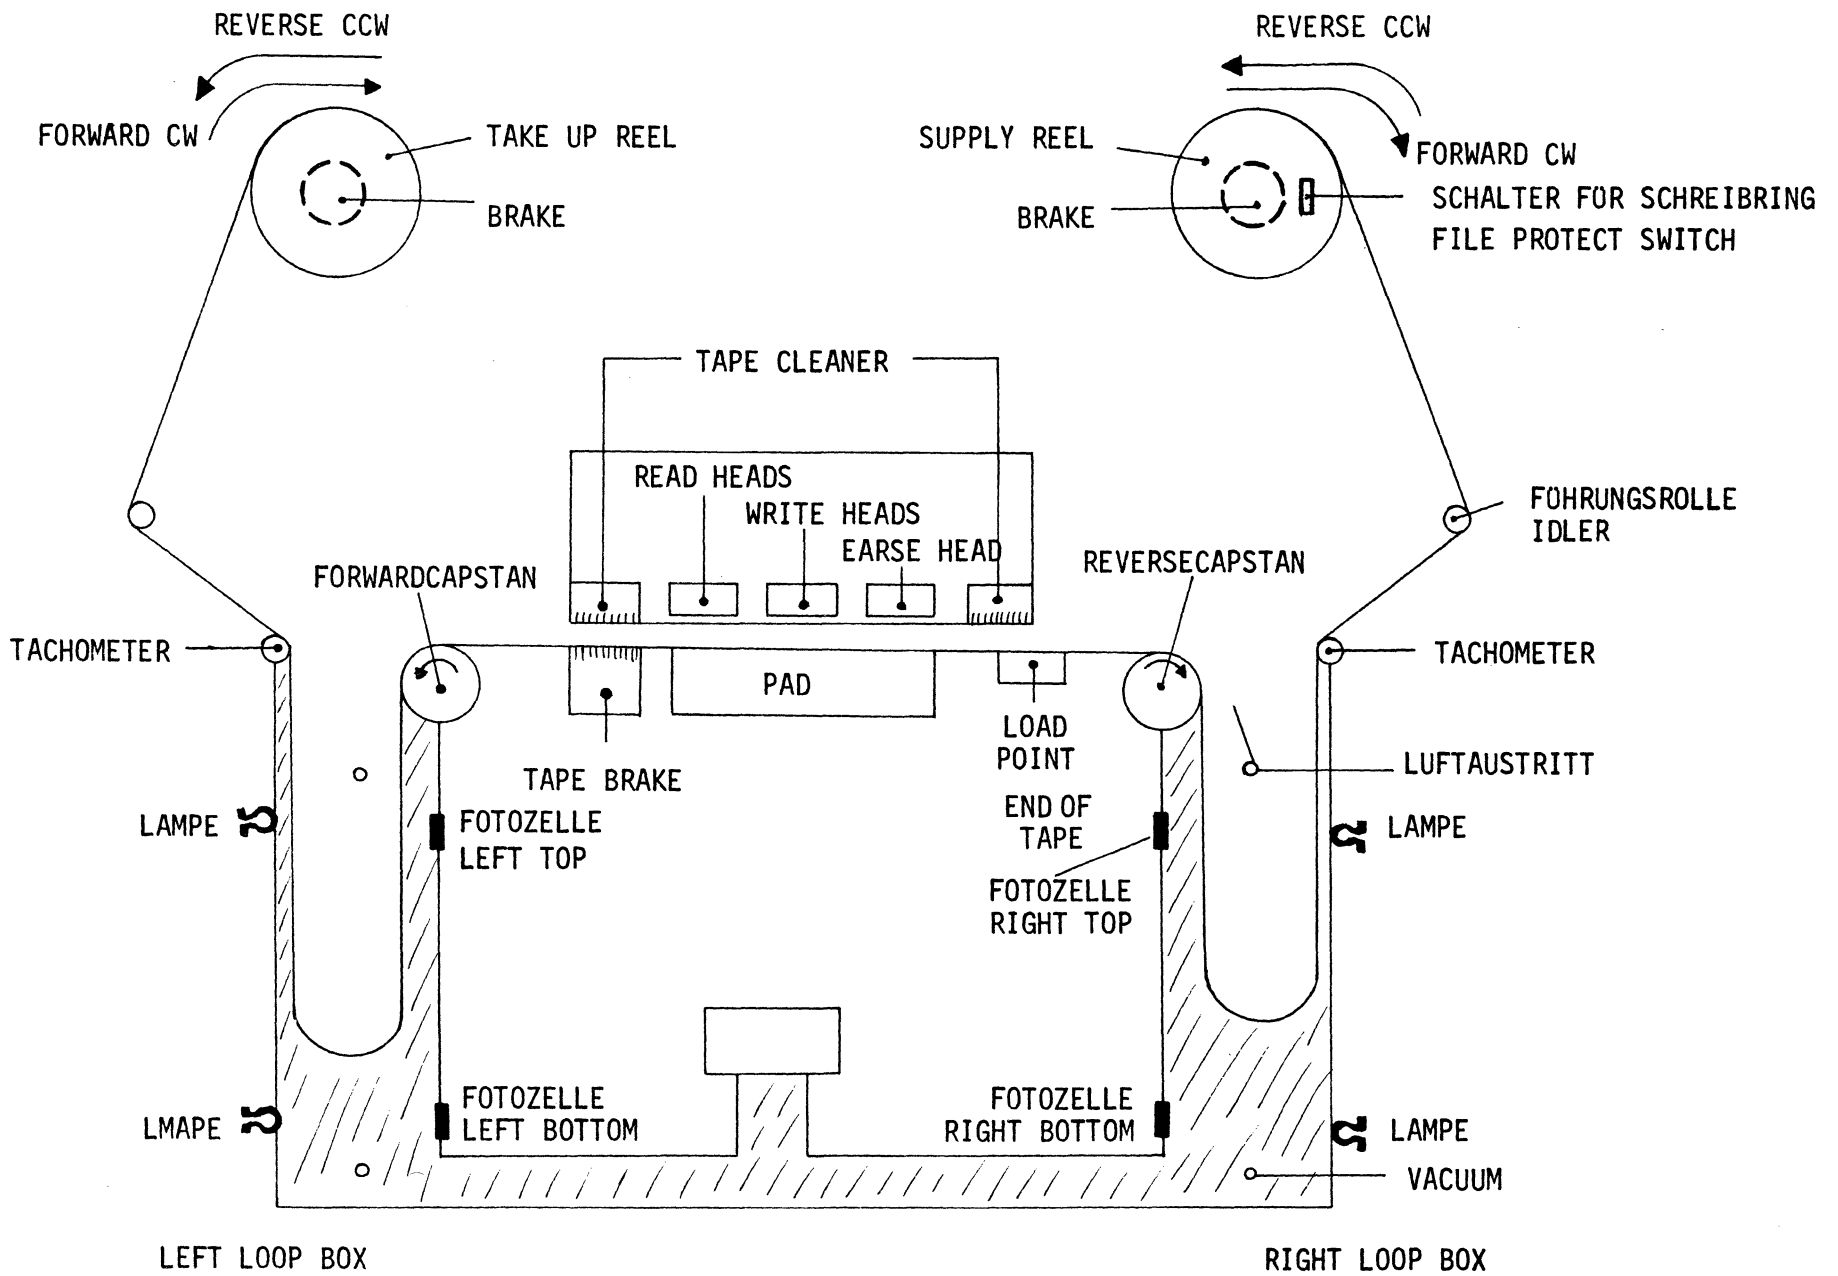 REVERSE CCW
REVERSE CCW
FORWARD CW
TAKE UP REEL
BRAKE
SUPPLY REEL
BRAKE
FORWARD CW
SCHALTER FÜR SCHREIBRING
FILE PROTECT SWITCH
TAPE CLEANER
READ HEADS
WRITE HEADS
EARSE HEAD
FORWARDCAPSTAN
REVERSECAPSTAN
FÜHRUNGSROLLE
IDLER
TACHOMETER
TACHOMETER
PAD
LOAD
POINT
TAPE BRAKE
LUFTAUSTRITT
LAMPE
FOTOZELLE
LEFT TOP
END OF
TAPE
LAMPE
FOTOZELLE
RIGHT TOP
LMAPE
FOTOZELLE
LEFT BOTTOM
FOTOZELLE
RIGHT BOTTOM
LAMPE
VACUUM
LEFT LOOP BOX
RIGHT LOOP BOX